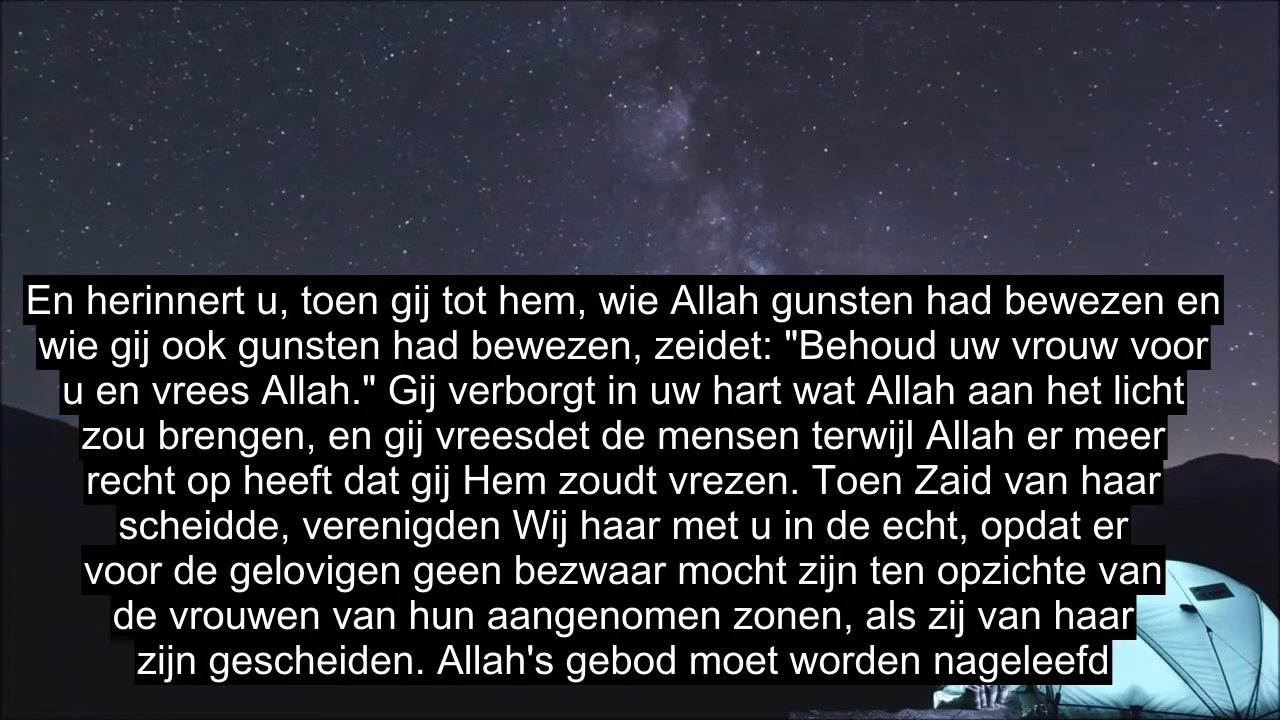 En herinnert u, toen gij tot hem, wie Allah gunsten had bewezen en
wie gij ook gunsten had bewezen, zeidet: "Behoud uw vrouw voor
u en vrees Allah." Gij verborgt in uw hart wat Allah aan het licht
zou brengen, en gij vreesdet de mensen terwijl Allah er meer
recht op heeft dat gij Hem zoudt vrezen. Toen Zaid van haar
scheidde, verenigden Wij haar met u in de echt, opdat er
voor de gelovigen geen bezwaar mocht zijn ten opzichte van
de vrouwen van hun aangenomen zonen, als zij van haar
zijn gescheiden. Allah's gebod moet worden nageleefd